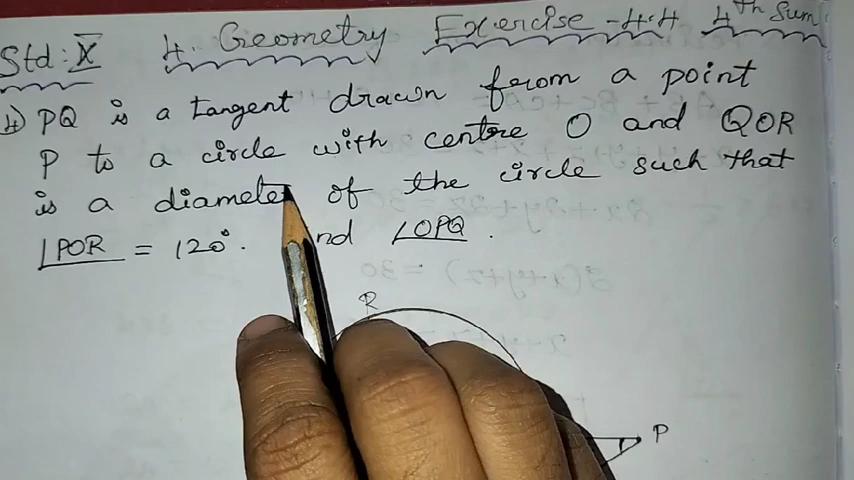 Std: X 4. Geometry Exercise - 4.4 4th Sum
4) PQ is a tangent drawn from a point
P to a circle with centre O and QOR
is a diameter of the circle such that
∠POR = 120°. nd ∠OPQ.
R
P